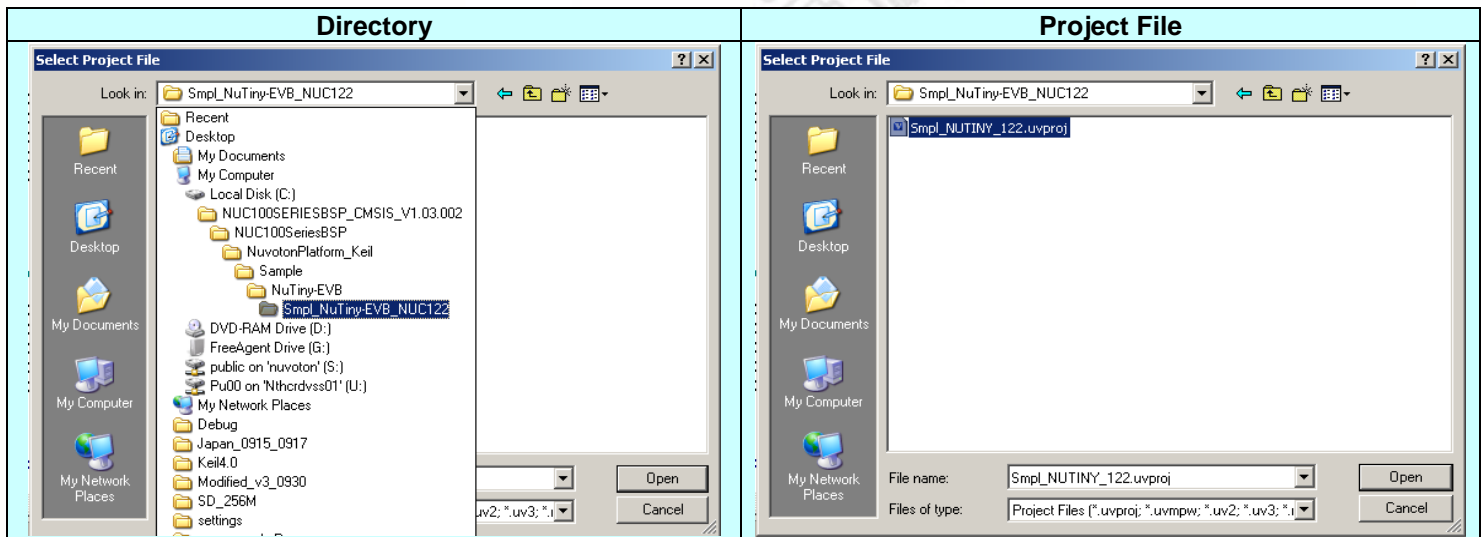 Directory
Select Project File
Look in: Smpl_NuTiny-EVB_NUC122
Recent
Desktop
My Documents
My Computer
My Network Places
Recent
Desktop
My Documents
My Computer
Local Disk (C:)
NUC100SERIESBSP_CMSIS_V1.03.002
NUC100SeriesBSP
NuvotonPlatform_Keil
Sample
NuTiny-EVB
Smpl_NuTiny-EVB_NUC122
DVD-RAM Drive (D:)
FreeAgent Drive (G:)
public on 'nuvoton' (S:)
Pu00 on 'Nthcrdvss01' (U:)
My Network Places
Debug
Japan_0915_0917
Keil4.0
Modified_v3_0930
SD_256M
settings
Open
uv2; *.uv3; *.
Cancel
Project File
Select Project File
Look in: Smpl_NuTiny-EVB_NUC122
Recent
Desktop
My Documents
My Computer
My Network
Places
Smpl_NUTINY_122.uvproj
File name: Smpl_NUTINY_122.uvproj
Open
Files of type: Project Files (*.uvproj; *.uvmpw; *.uv2; *.uv3; *.
Cancel